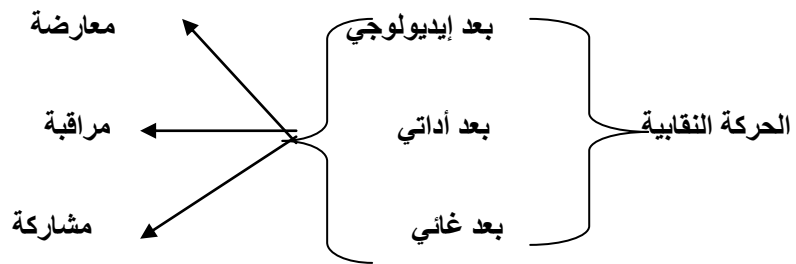 بعد إيديولوجي معارضة
الحركة النقابية بعد أداتي مراقبة
بعد غائي مشاركة